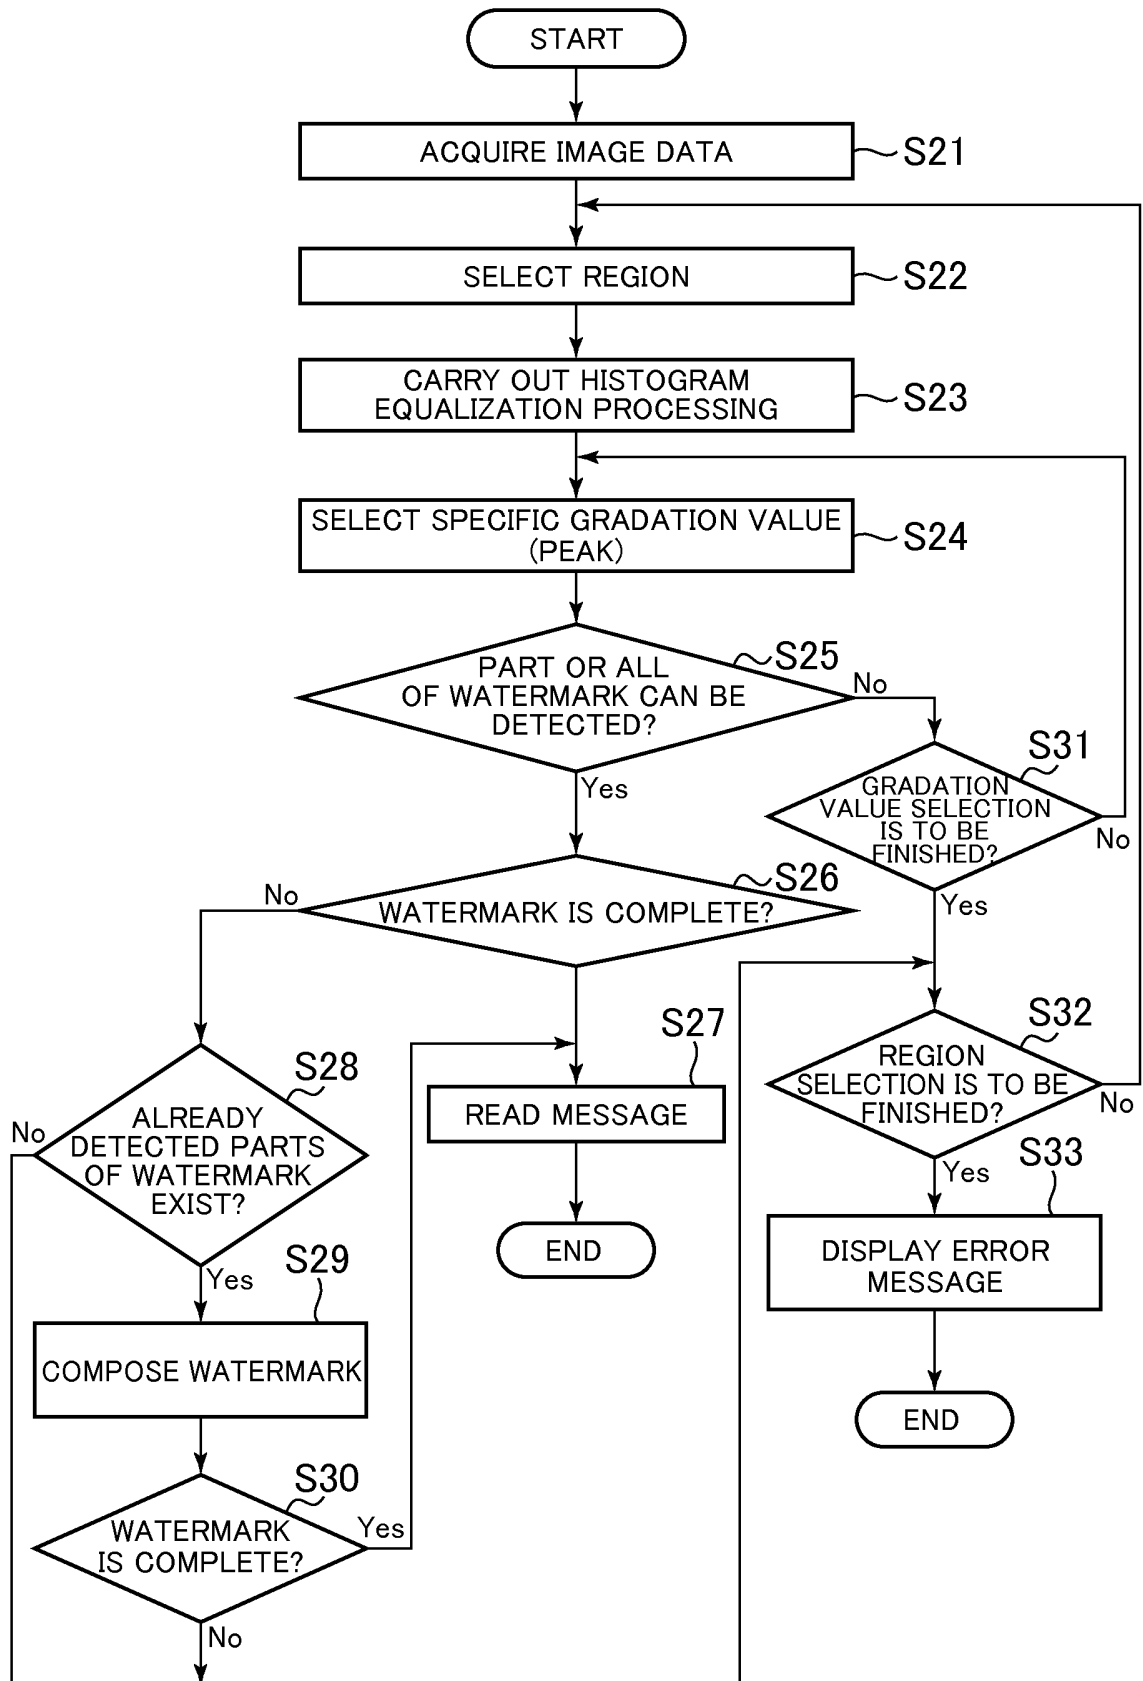 START
ACQUIRE IMAGE DATA
S21
SELECT REGION
S22
CARRY OUT HISTOGRAM
EQUALIZATION PROCESSING
S23
SELECT SPECIFIC GRADATION VALUE
(PEAK)
S24
PART OR ALL
OF WATERMARK CAN BE
DETECTED?
S25
No
Yes
S31
GRADATION
VALUE SELECTION
IS TO BE
FINISHED?
No
Yes
S26
WATERMARK IS COMPLETE?
No
S27
READ MESSAGE
END
S32
REGION
SELECTION IS TO BE
FINISHED?
No
Yes
S33
DISPLAY ERROR
MESSAGE
END
S28
ALREADY
DETECTED PARTS
OF WATERMARK
EXIST?
No
Yes
S29
COMPOSE WATERMARK
S30
WATERMARK
IS COMPLETE?
Yes
No